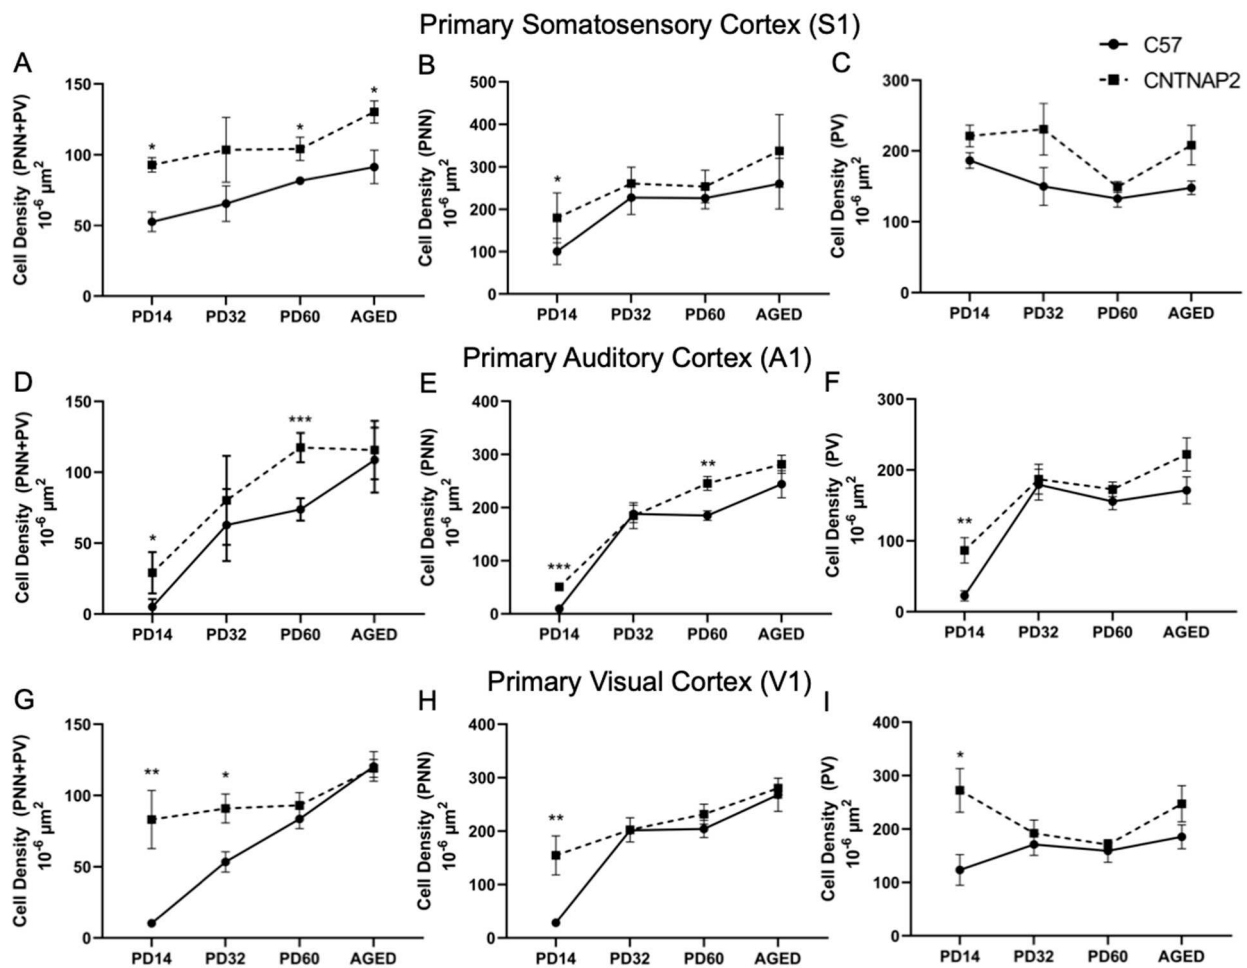 Primary Somatosensory Cortex (S1)
C57
CNTNAP2
A
Cell Density (PNN+PV)
10⁻⁶ µm²
150
100
50
0
*
*
*
PD14 PD32 PD60 AGED
B
Cell Density (PNN)
10⁻⁶ µm²
500
400
300
200
100
0
*
PD14 PD32 PD60 AGED
C
Cell Density (PV)
10⁻⁶ µm²
300
200
100
0
PD14 PD32 PD60 AGED
Primary Auditory Cortex (A1)
D
Cell Density (PNN+PV)
10⁻⁶ µm²
150
100
50
0
*
***
PD14 PD32 PD60 AGED
E
Cell Density (PNN)
10⁻⁶ µm²
400
300
200
100
0
***
**
PD14 PD32 PD60 AGED
F
Cell Density (PV)
10⁻⁶ µm²
300
200
100
0
**
PD14 PD32 PD60 AGED
Primary Visual Cortex (V1)
G
Cell Density (PNN+PV)
10⁻⁶ µm²
150
100
50
0
**
*
PD14 PD32 PD60 AGED
H
Cell Density (PNN)
10⁻⁶ µm²
400
300
200
100
0
**
PD14 PD32 PD60 AGED
I
Cell Density (PV)
10⁻⁶ µm²
400
300
200
100
0
*
PD14 PD32 PD60 AGED